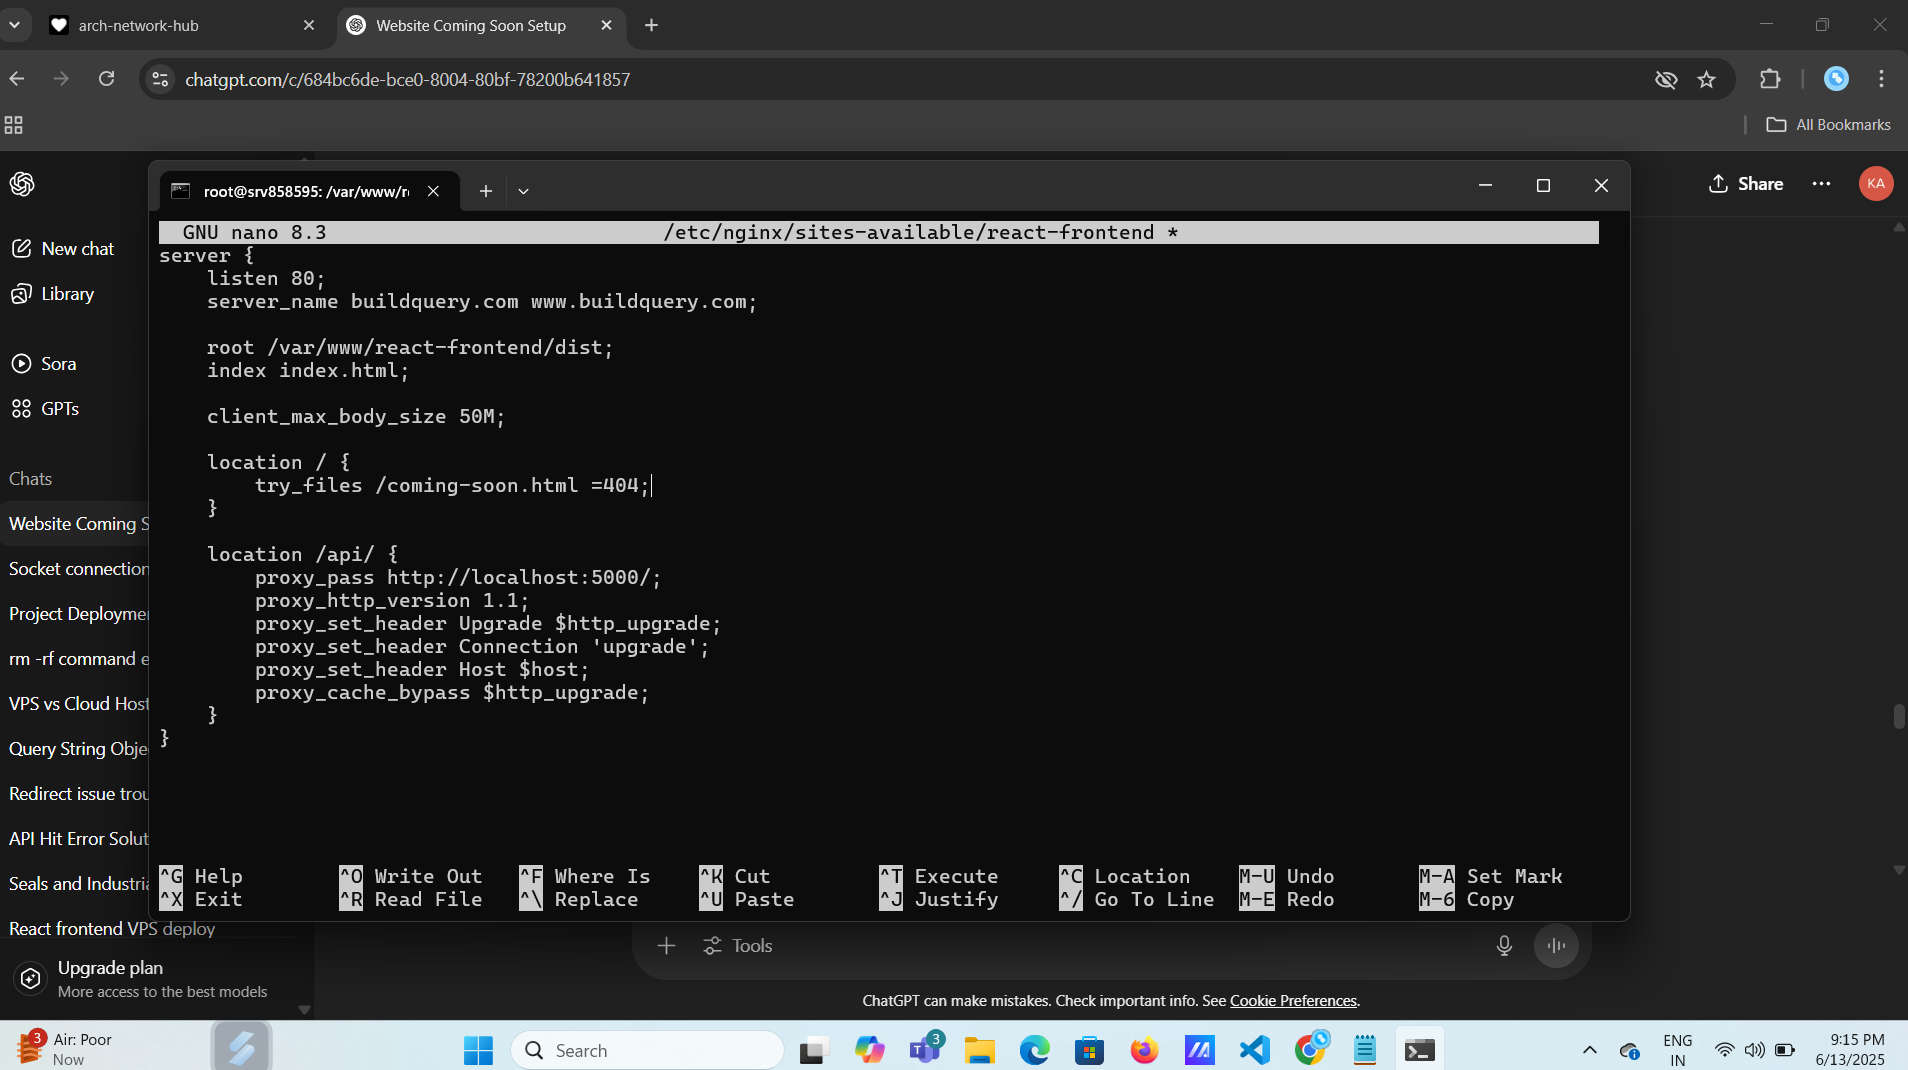 arch-network-hub
Website Coming Soon Setup
chatgpt.com/c/684bc6de-bce0-8004-80bf-78200b641857
All Bookmarks
root@srv858595: /var/www/r
Share
KA
New chat
Library
Sora
GPTs
Chats
Website Coming S
Socket connection
Project Deployme
rm -rf command e
VPS vs Cloud Host
Query String Obje
Redirect issue trou
API Hit Error Solut
Seals and Industria
React frontend VPS deploy
Upgrade plan
More access to the best models
GNU nano 8.3 /etc/nginx/sites-available/react-frontend *
server {
listen 80;
server_name buildquery.com www.buildquery.com;
root /var/www/react-frontend/dist;
index index.html;
client_max_body_size 50M;
location / {
try_files /coming-soon.html =404;
}
location /api/ {
proxy_pass http://localhost:5000/;
proxy_http_version 1.1;
proxy_set_header Upgrade $http_upgrade;
proxy_set_header Connection 'upgrade';
proxy_set_header Host $host;
proxy_cache_bypass $http_upgrade;
}
}
^G Help ^O Write Out ^F Where Is ^K Cut ^T Execute ^C Location M-U Undo M-A Set Mark
^X Exit ^R Read File ^\ Replace ^U Paste ^J Justify ^/ Go To Line M-E Redo M-6 Copy
Tools
ChatGPT can make mistakes. Check important info. See Cookie Preferences.
3
Air: Poor
Now
Search
3
ENG
IN
9:15 PM
6/13/2025